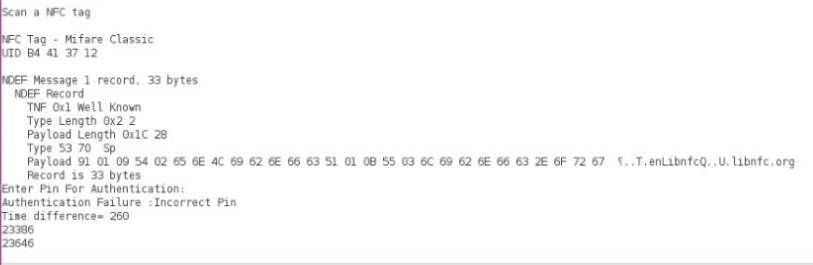 Scan a NFC tag
NFC Tag - Mifare Classic
UID B4 41 37 12
NDEF Message 1 record, 33 bytes
NDEF Record
TNF 0x1 Well Known
Type Length 0x2 2
Payload Length 0x1C 28
Type 53 70  Sp
Payload 91 01 09 54 02 65 6E 4C 69 62 6E 66 63 51 01 0B 55 03 6C 69 62 6E 66 63 2E 6F 72 67  ⸮..T.enLibnfcQ..U.libnfc.org
Record is 33 bytes
Enter Pin For Authentication:
Authentication Failure :Incorrect Pin
Time difference= 260
23386
23646